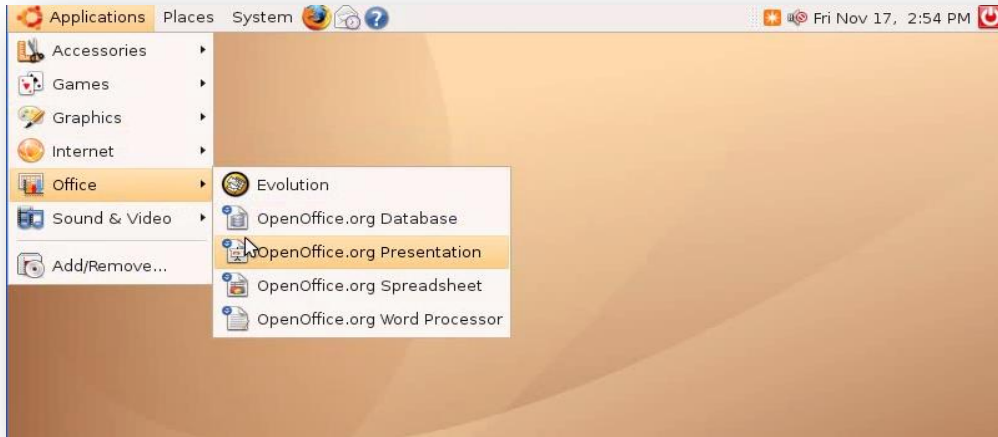 Applications Places System Fri Nov 17, 2:54 PM
Accessories
Games
Graphics
Internet
Office
Sound & Video
Add/Remove...
Evolution
OpenOffice.org Database
OpenOffice.org Presentation
OpenOffice.org Spreadsheet
OpenOffice.org Word Processor